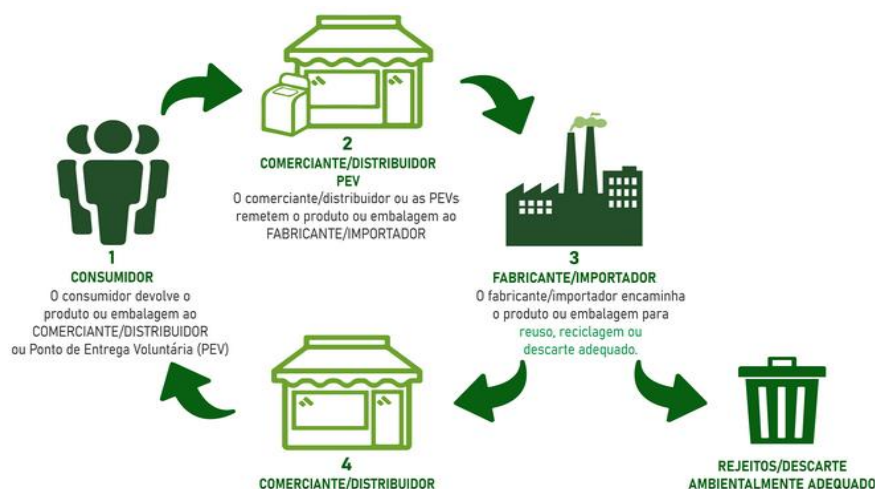 1
CONSUMIDOR
O consumidor devolve o
produto ou embalagem ao
COMERCIANTE/DISTRIBUIDOR
ou Ponto de Entrega Voluntária (PEV)
2
COMERCIANTE/DISTRIBUIDOR
PEV
O comerciante/distribuidor ou as PEVs
remetem o produto ou embalagem ao
FABRICANTE/IMPORTADOR
3
FABRICANTE/IMPORTADOR
O fabricante/importador encaminha
o produto ou embalagem para
reuso, reciclagem ou
descarte adequado.
4
COMERCIANTE/DISTRIBUIDOR
REJEITOS/DESCARTE
AMBIENTALMENTE ADEQUADO